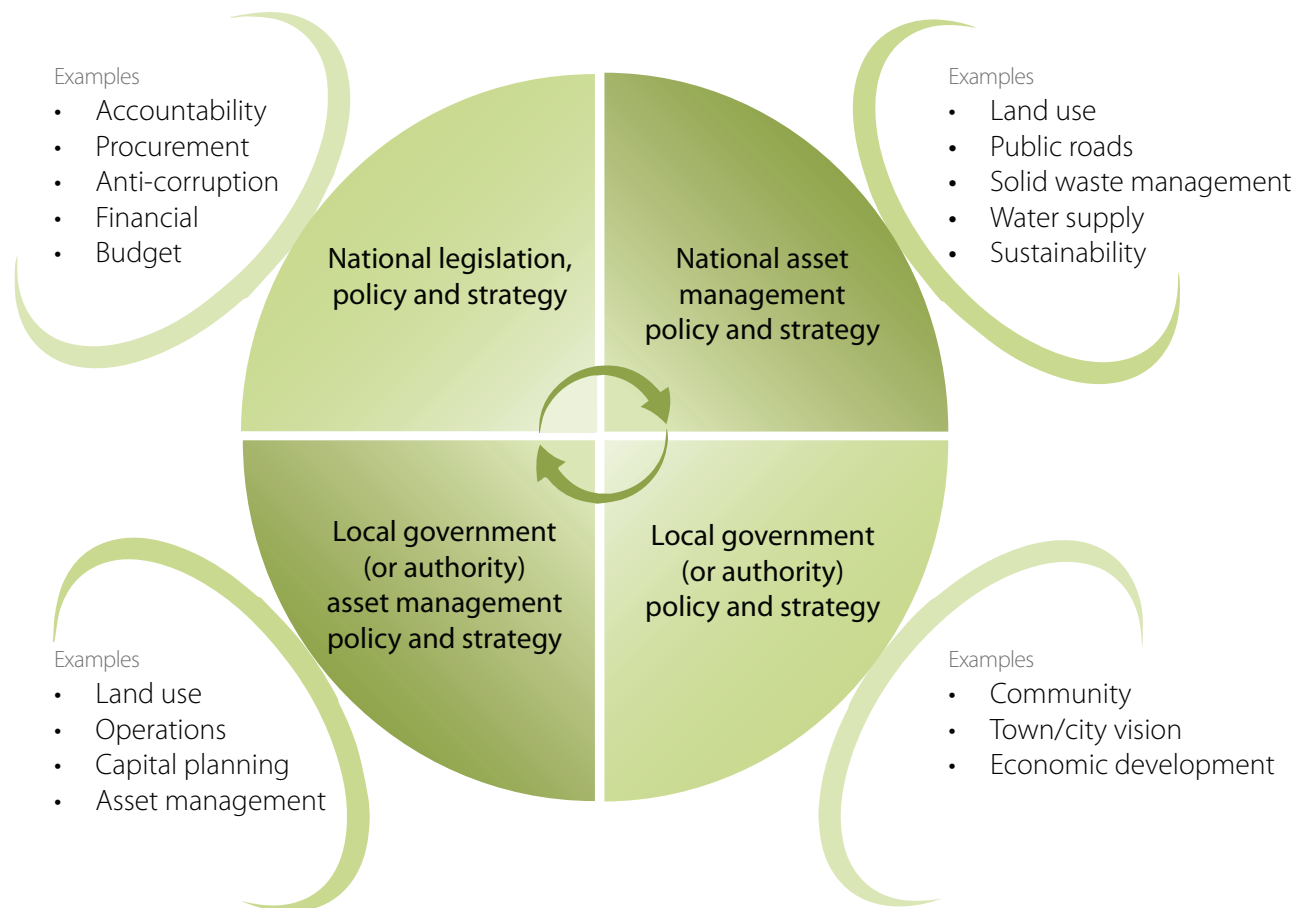 Examples
• Accountability
• Procurement
• Anti-corruption
• Financial
• Budget
Examples
• Land use
• Public roads
• Solid waste management
• Water supply
• Sustainability
National legislation,
policy and strategy
National asset
management
policy and strategy
Local government
(or authority)
asset management
policy and strategy
Local government
(or authority)
policy and strategy
Examples
• Land use
• Operations
• Capital planning
• Asset management
Examples
• Community
• Town/city vision
• Economic development